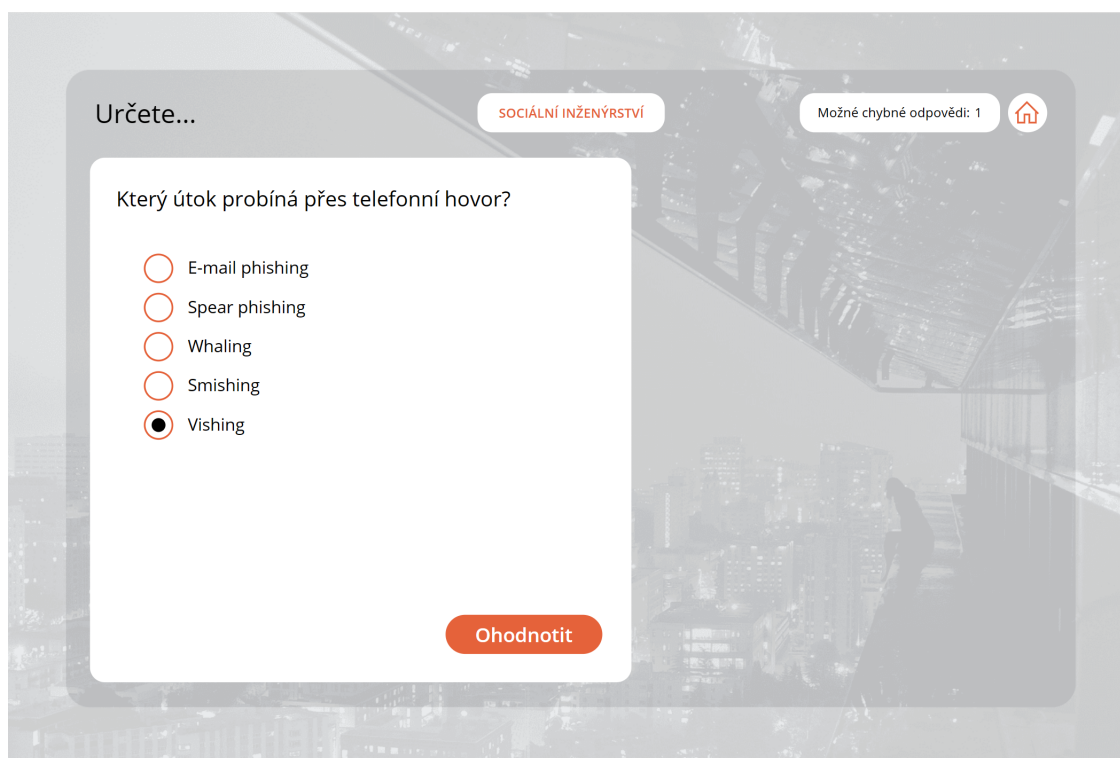 Určete...
SOCIÁLNÍ INŽENÝRSTVÍ
Možné chybné odpovědi: 1
Který útok probíná přes telefonní hovor?
E-mail phishing
Spear phishing
Whaling
Smishing
Vishing
Ohodnotit